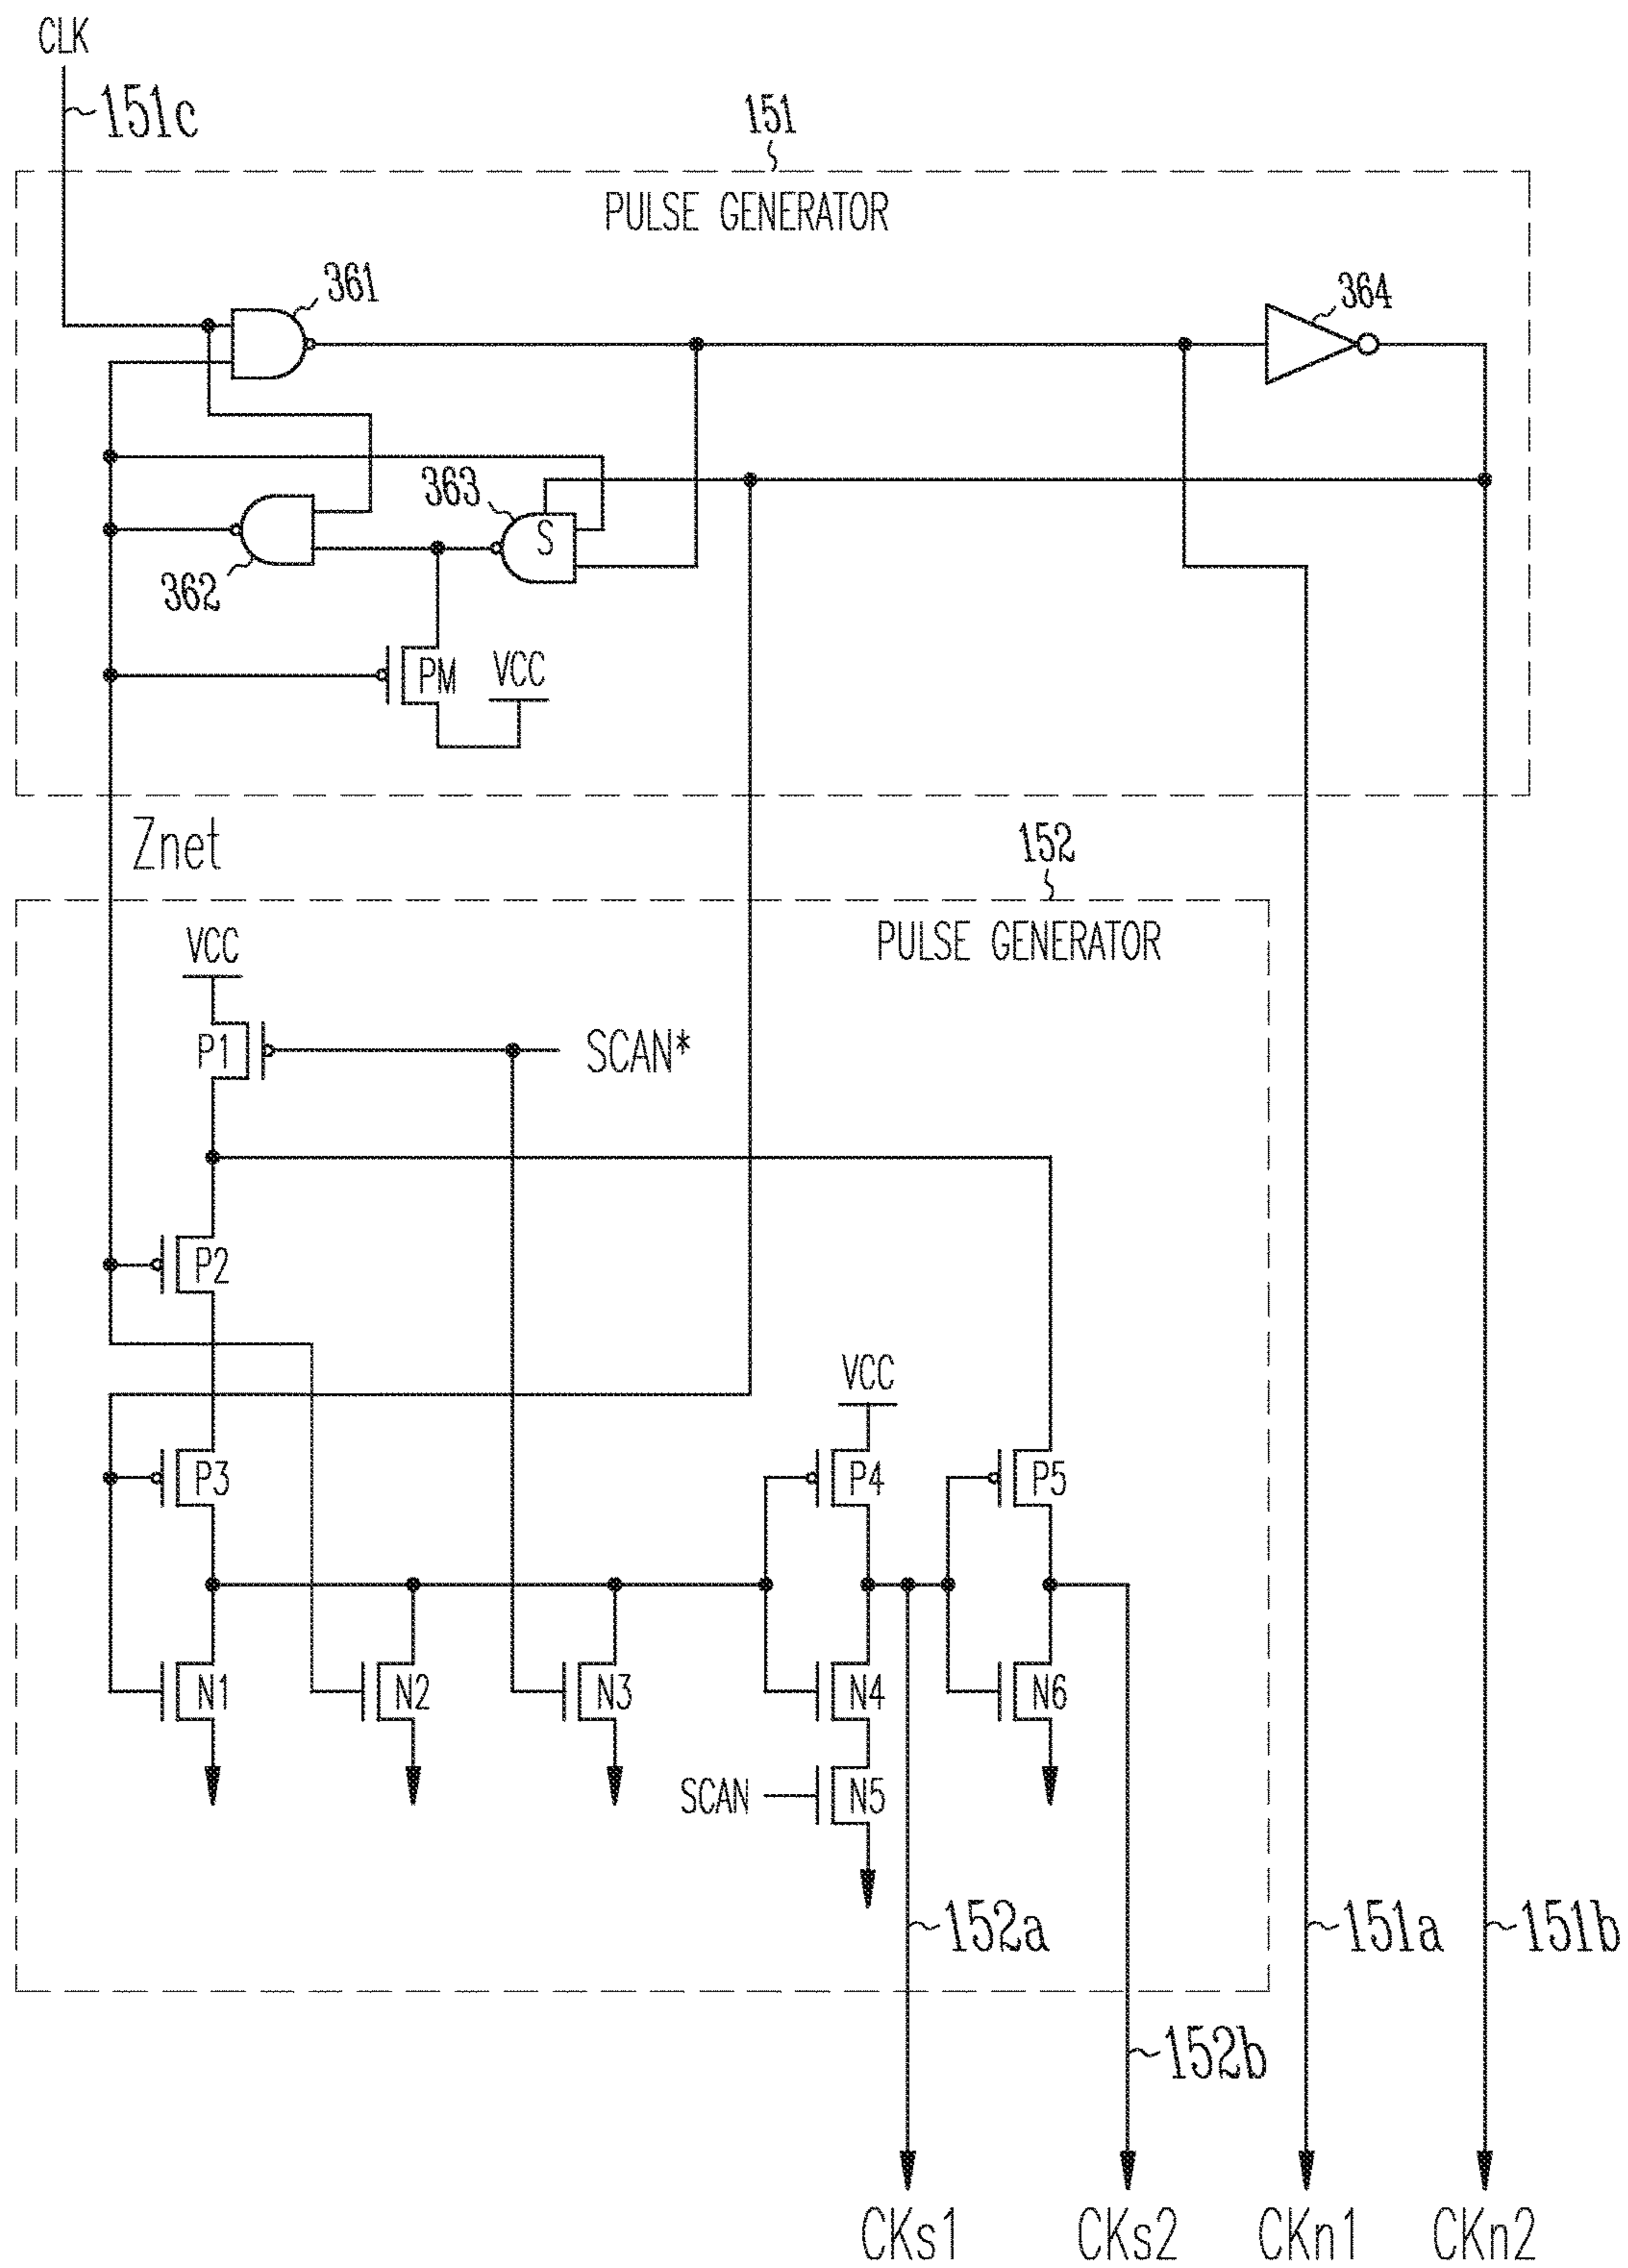 CLK
151c
151
PULSE GENERATOR
361
364
363
S
362
PM
VCC
Znet
152
PULSE GENERATOR
VCC
P1
SCAN*
P2
VCC
P3
P4
P5
N1
N2
N3
N4
N6
SCAN
N5
152a
151a
151b
152b
CKs1
CKs2
CKn1
CKn2